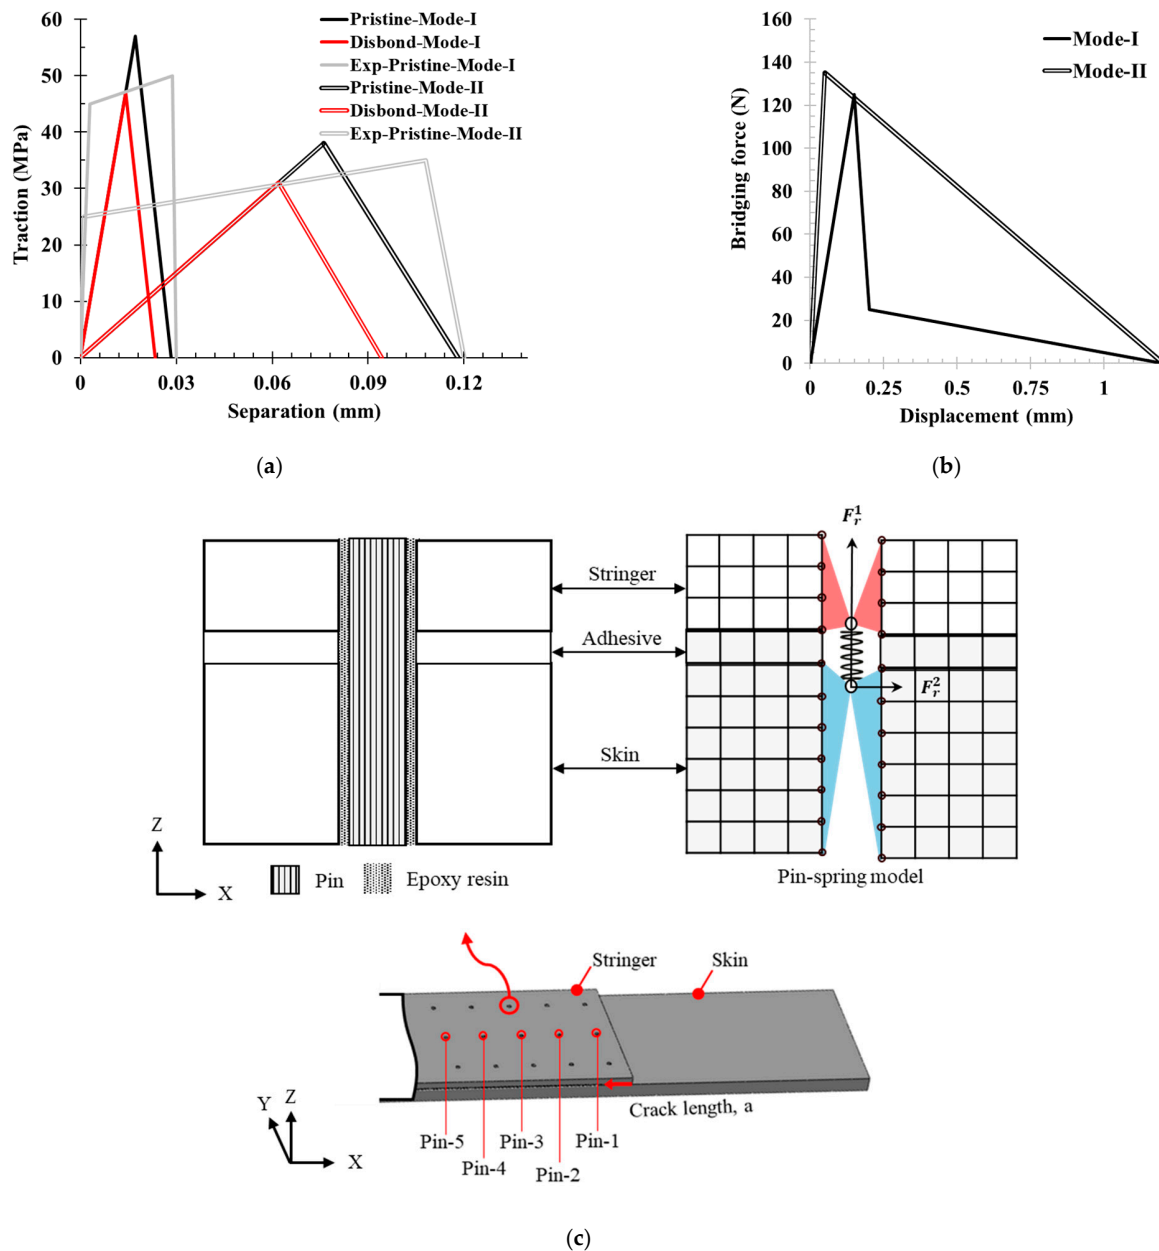 Pristine-Mode-I
Disbond-Mode-I
Exp-Pristine-Mode-I
Pristine-Mode-II
Disbond-Mode-II
Exp-Pristine-Mode-II
Traction (MPa)
60
50
40
30
20
10
0
0 0.03 0.06 0.09 0.12
Separation (mm)
(a)
Mode-I
Mode-II
Bridging force (N)
160
140
120
100
80
60
40
20
0
0 0.25 0.5 0.75 1
Displacement (mm)
(b)
Stringer
Adhesive
Skin
Z
X
Pin
Epoxy resin
F_r^1
F_r^2
Pin-spring model
Stringer
Skin
Crack length, a
Pin-5
Pin-4
Pin-3
Pin-2
Pin-1
Y
Z
X
(c)